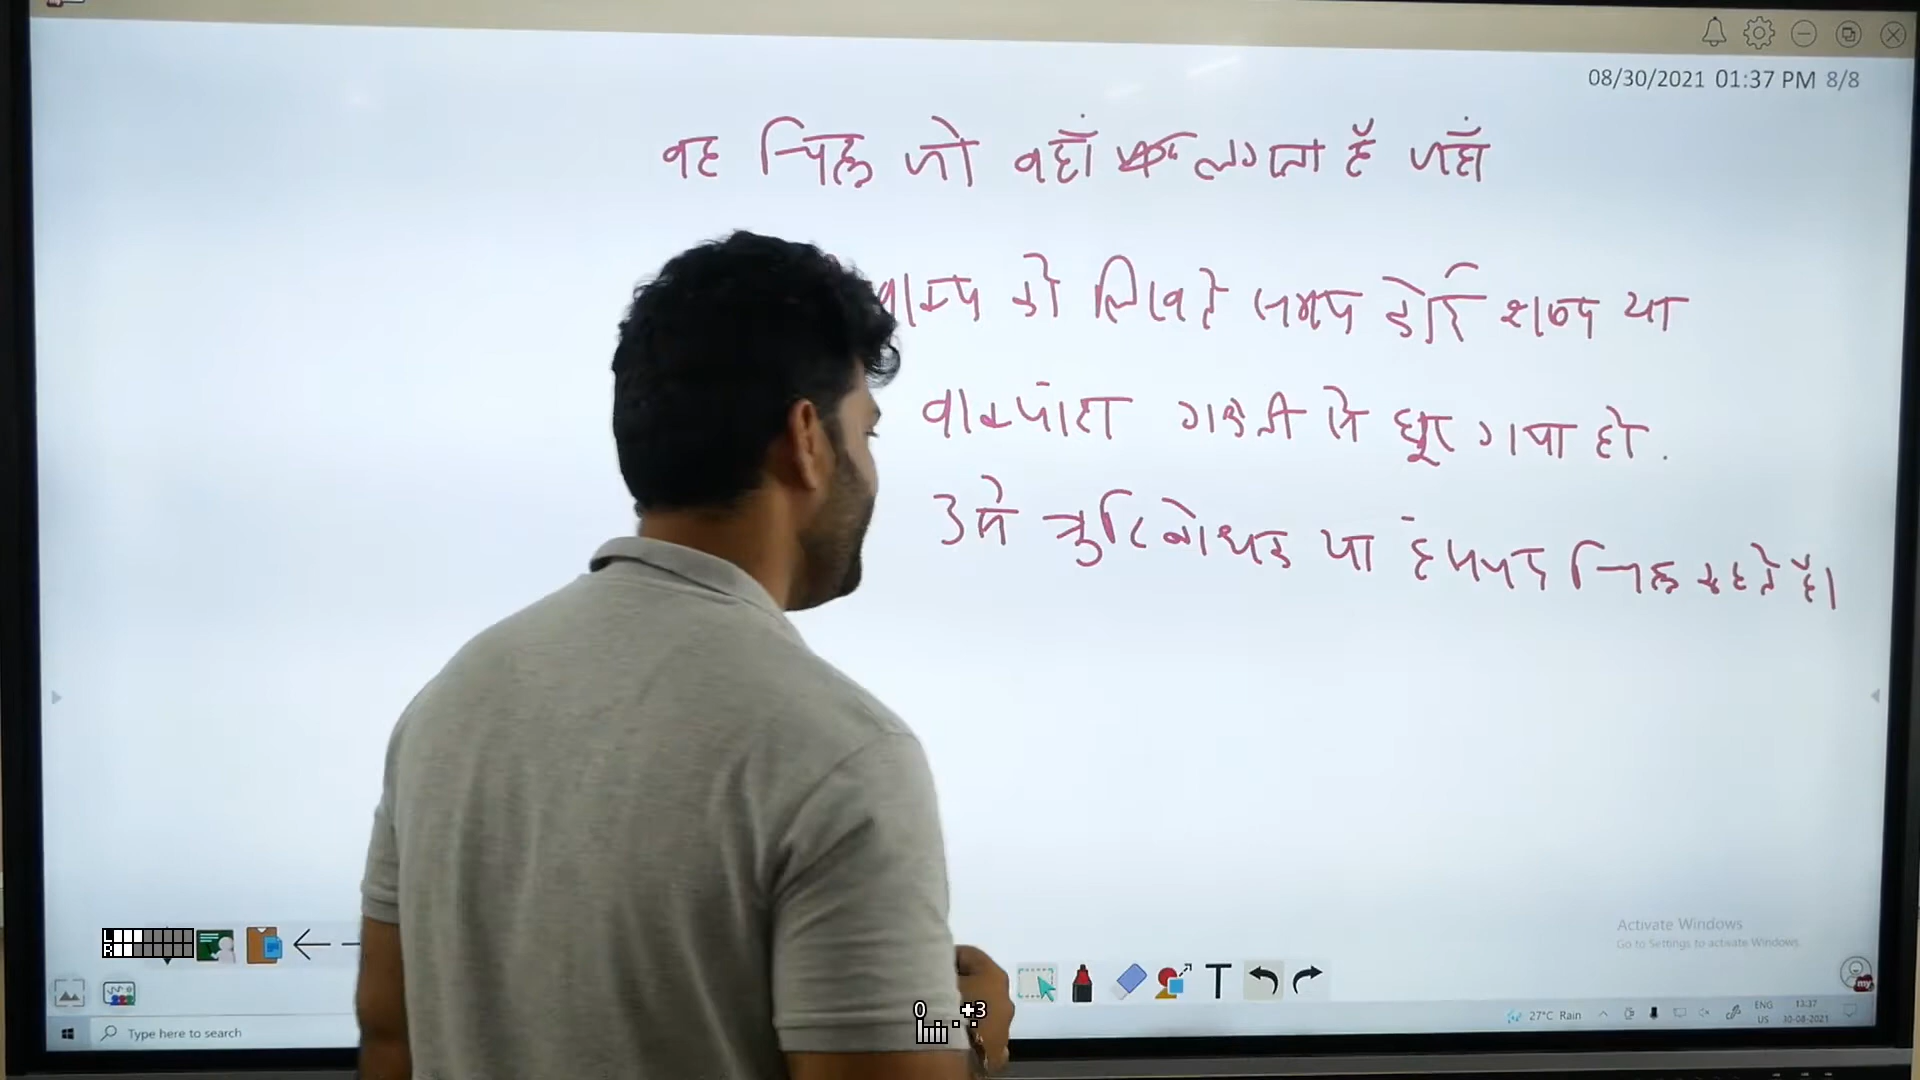 08/30/2021 01:37 PM 8/8
वह चिह्न जो वहाँ लगता है जहाँ
वाक्य को लिखते समय कोई शब्द या
वाक्यांश गलती से छूट गया हो.
उसे त्रुटिबोधक या हंसपद चिह्न कहते है।
Activate Windows
Go to Settings to activate Windows.
0 +3
27°C Rain
ENG
US
13:37
30-08-2021
Type here to search